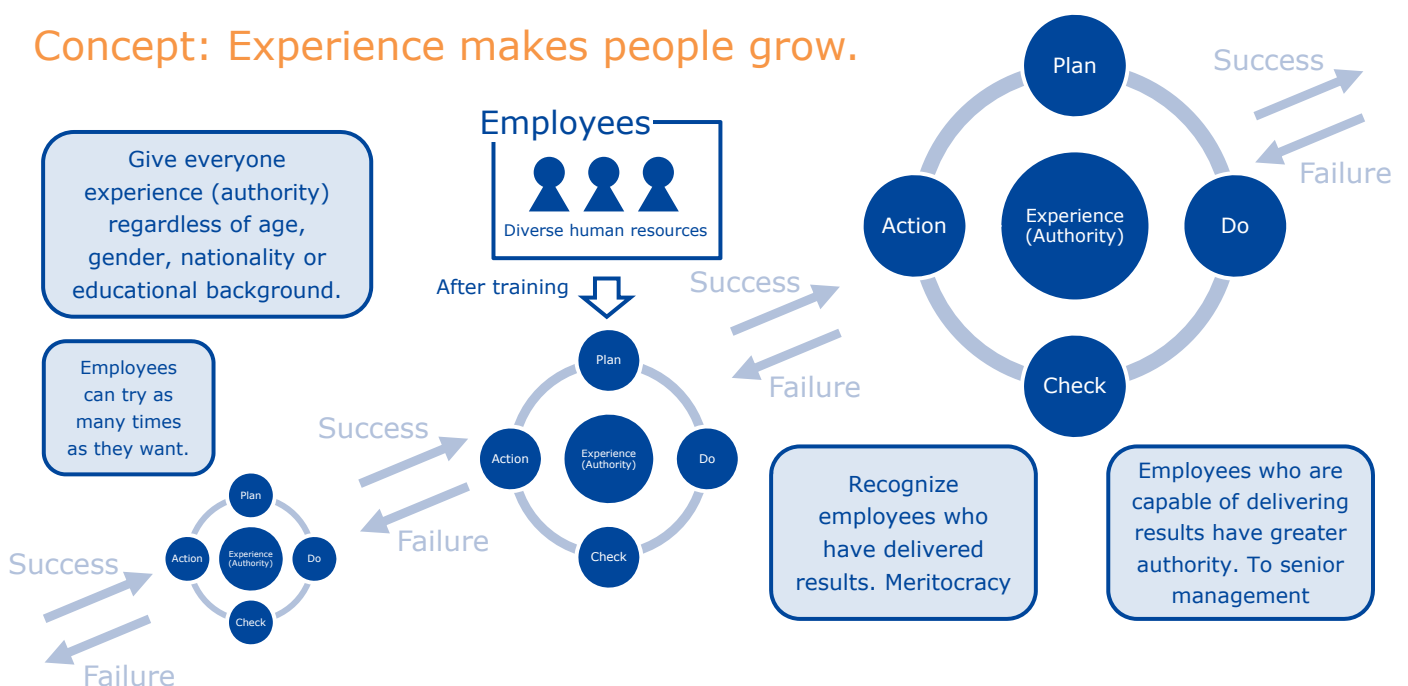 Concept: Experience makes people grow.
Give everyone
experience (authority)
regardless of age,
gender, nationality or
educational background.
Employees
can try as
many times
as they want.
Employees
Diverse human resources
After training
Success
Failure
Plan
Action
Experience
(Authority)
Do
Check
Success
Failure
Plan
Action
Experience
(Authority)
Do
Check
Success
Failure
Plan
Action
Experience
(Authority)
Do
Check
Success
Failure
Recognize
employees who
have delivered
results. Meritocracy
Employees who are
capable of delivering
results have greater
authority. To senior
management